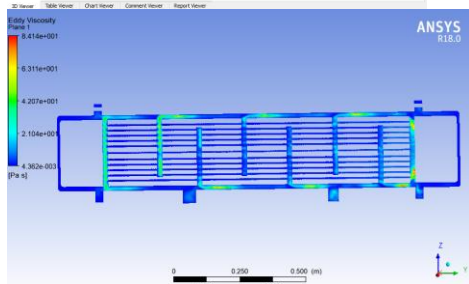 3D Viewer Table Viewer Chart Viewer Comment Viewer Report Viewer
Eddy Viscosity
Plane 1
8.414e+001
6.311e+001
4.207e+001
2.104e+001
4.362e-003
[Pa s]
ANSYS
R18.0
Z
Y
0 0.250 0.500 (m)